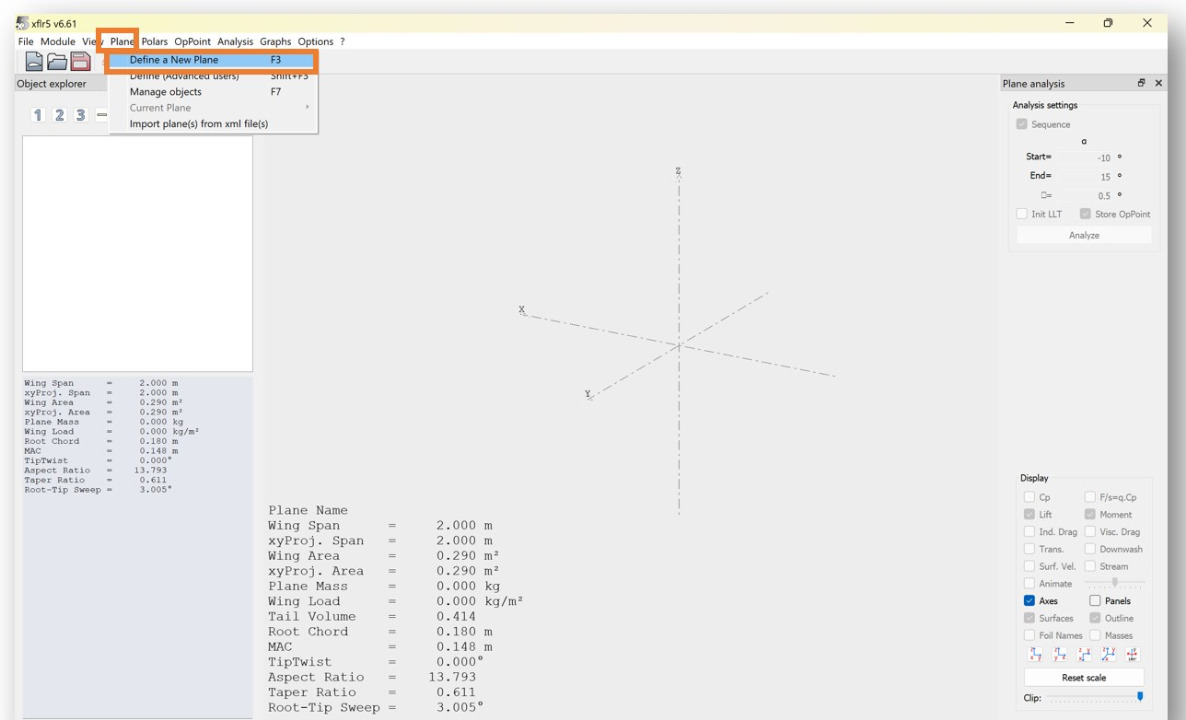 xflr5 v6.61
File Module View Plane Polars OpPoint Analysis Graphs Options ?
Define a New Plane F3
Define (Advanced users) Shift+F3
Manage objects F7
Current Plane
Import plane(s) from xml file(s)
Object explorer
1 2 3
Wing Span = 2.000 m
xyProj. Span = 2.000 m
Wing Area = 0.290 m²
xyProj. Area = 0.290 m²
Plane Mass = 0.000 kg
Wing Load = 0.000 kg/m²
Root Chord = 0.180 m
MAC = 0.148 m
TipTwist = 0.000°
Aspect Ratio = 13.793
Taper Ratio = 0.611
Root-Tip Sweep = 3.005°
Z
X
Y
Plane Name
Wing Span = 2.000 m
xyProj. Span = 2.000 m
Wing Area = 0.290 m²
xyProj. Area = 0.290 m²
Plane Mass = 0.000 kg
Wing Load = 0.000 kg/m²
Tail Volume = 0.414
Root Chord = 0.180 m
MAC = 0.148 m
TipTwist = 0.000°
Aspect Ratio = 13.793
Taper Ratio = 0.611
Root-Tip Sweep = 3.005°
Plane analysis
Analysis settings
Sequence
α
Start= -10 °
End= 15 °
□= 0.5 °
Init LLT Store OpPoint
Analyze
Display
Cp F/s=q.Cp
Lift Moment
Ind. Drag Visc. Drag
Trans. Downwash
Surf. Vel. Stream
Animate
Axes Panels
Surfaces Outline
Foil Names Masses
Reset scale
Clip: